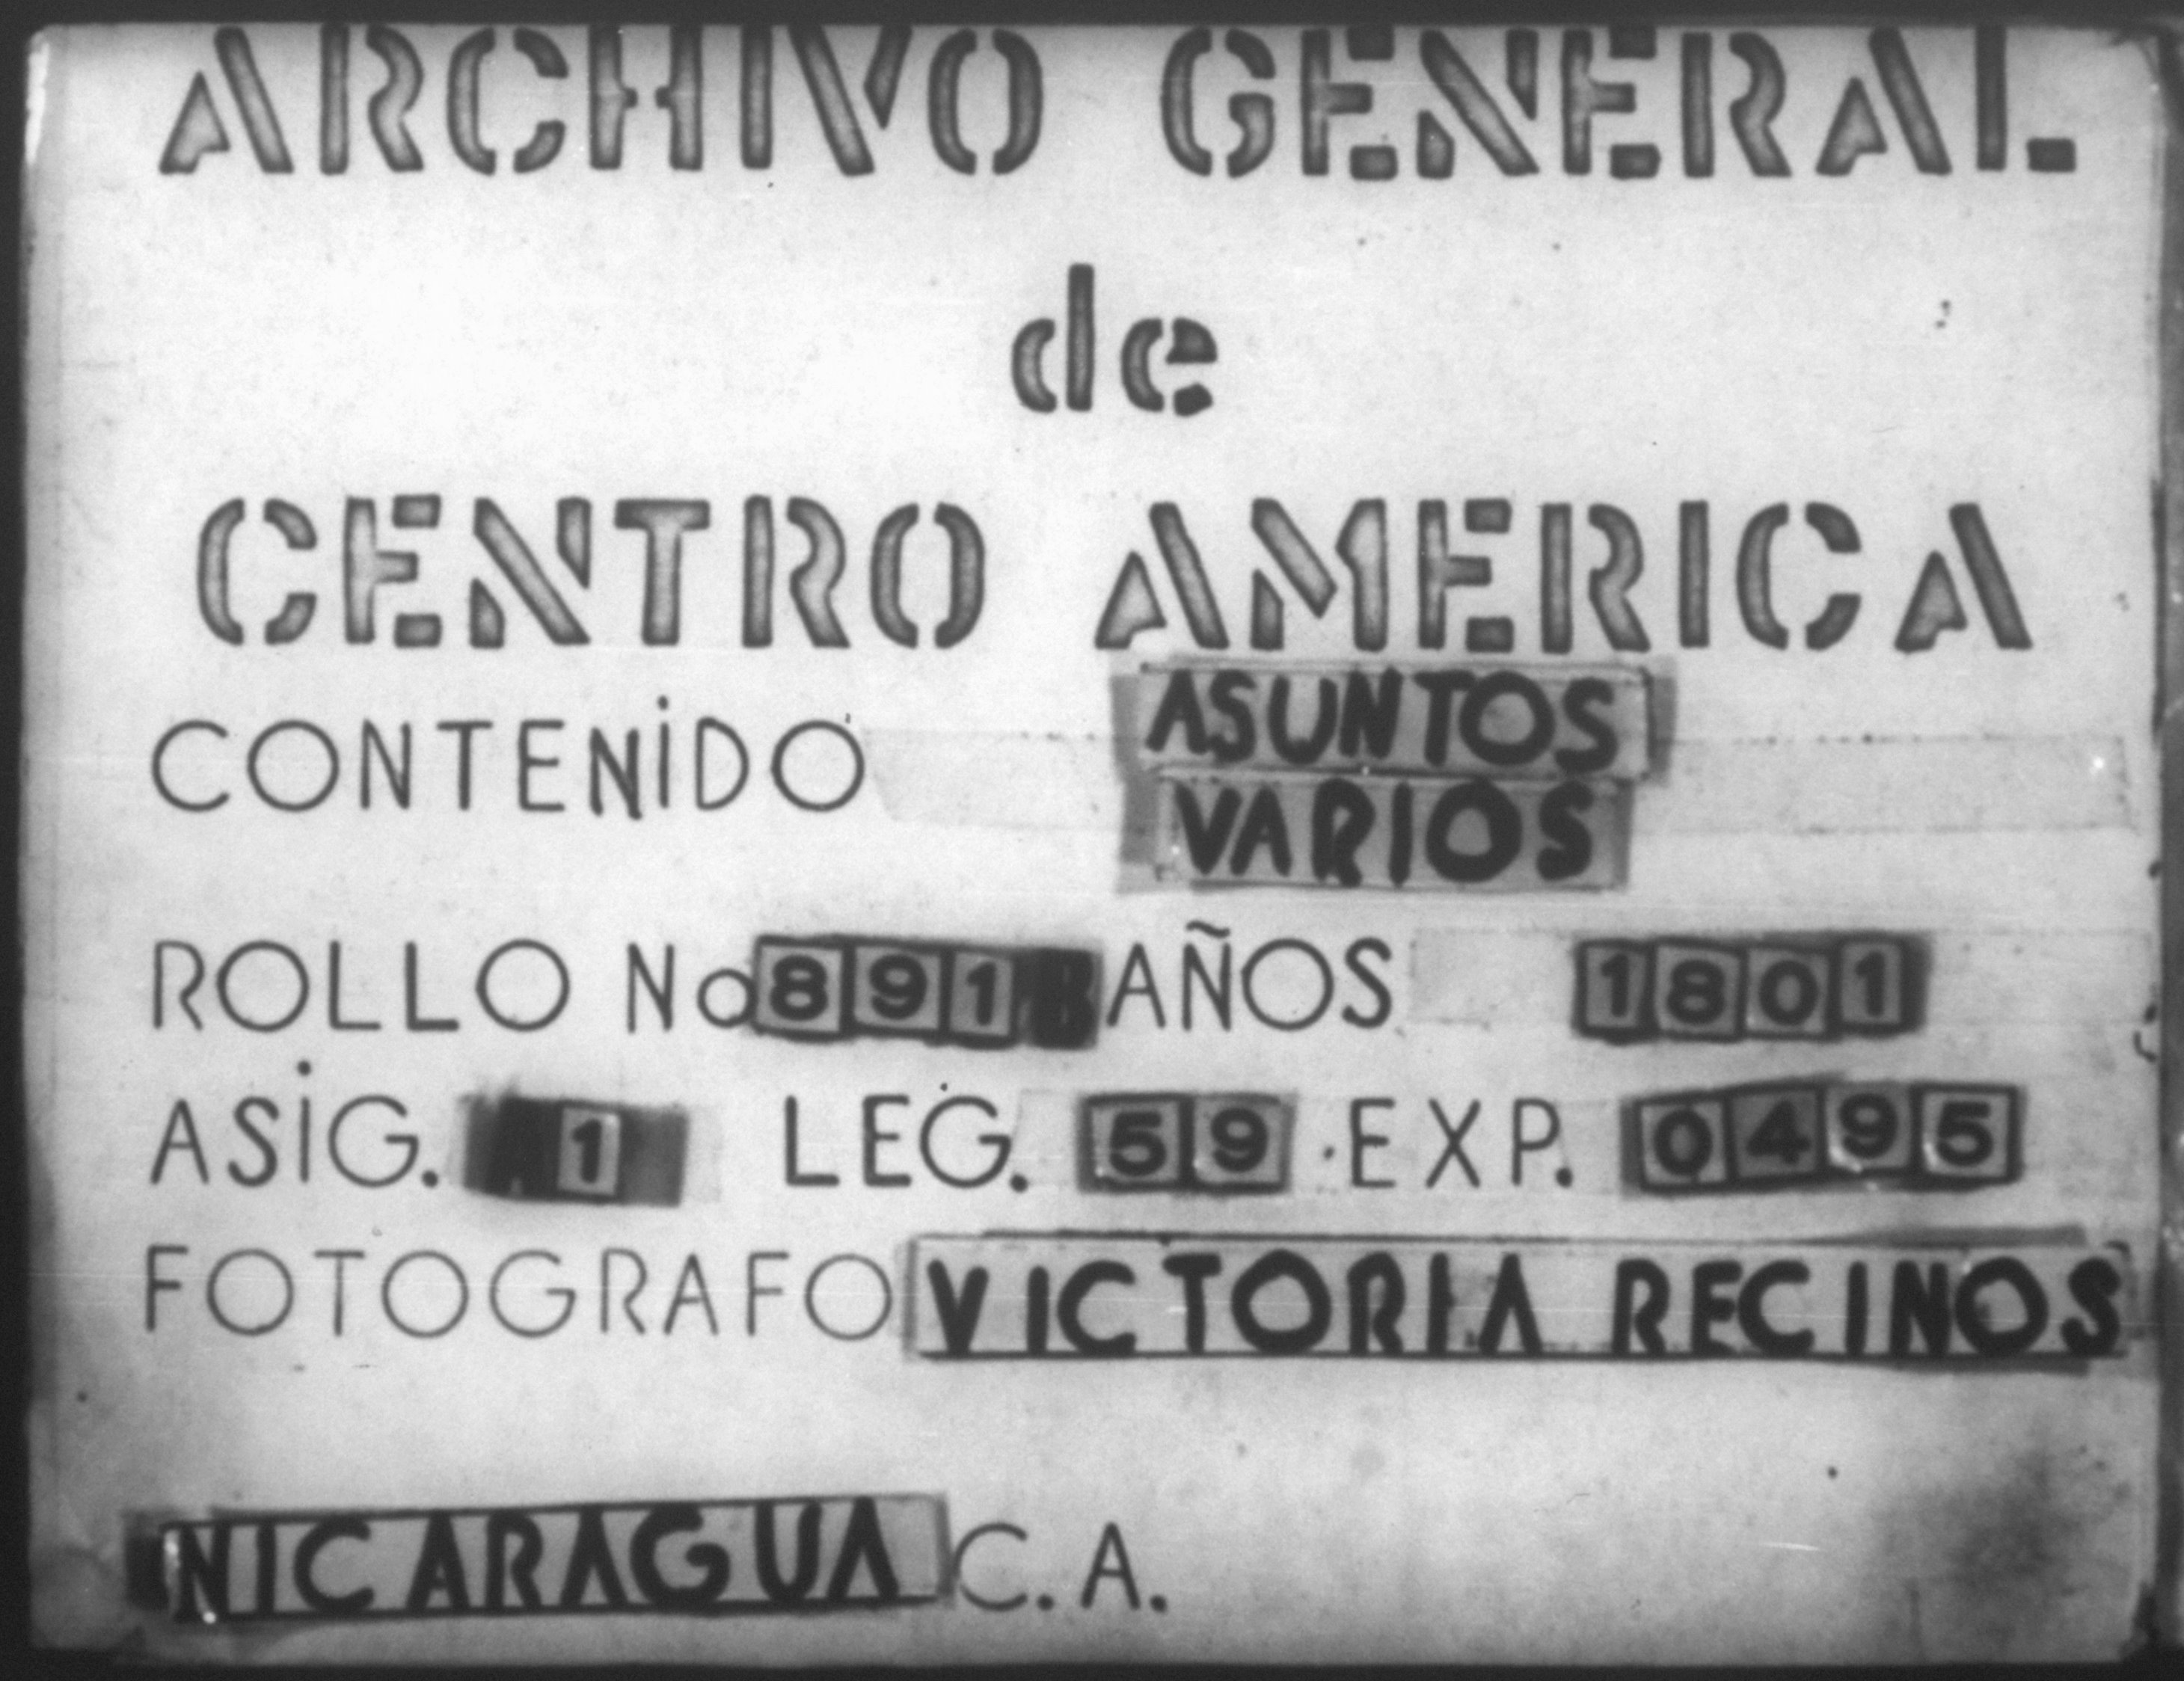 ARCHIVO GENERAL
de
CENTRO AMERICA
CONTENIDO ASUNTOS
VARIOS
ROLLO No 891 AÑOS 1801
ASIG. 1 LEG. 59 EXP. 0495
FOTOGRAFO VICTORIA RECINOS
NICARAGUA C.A.